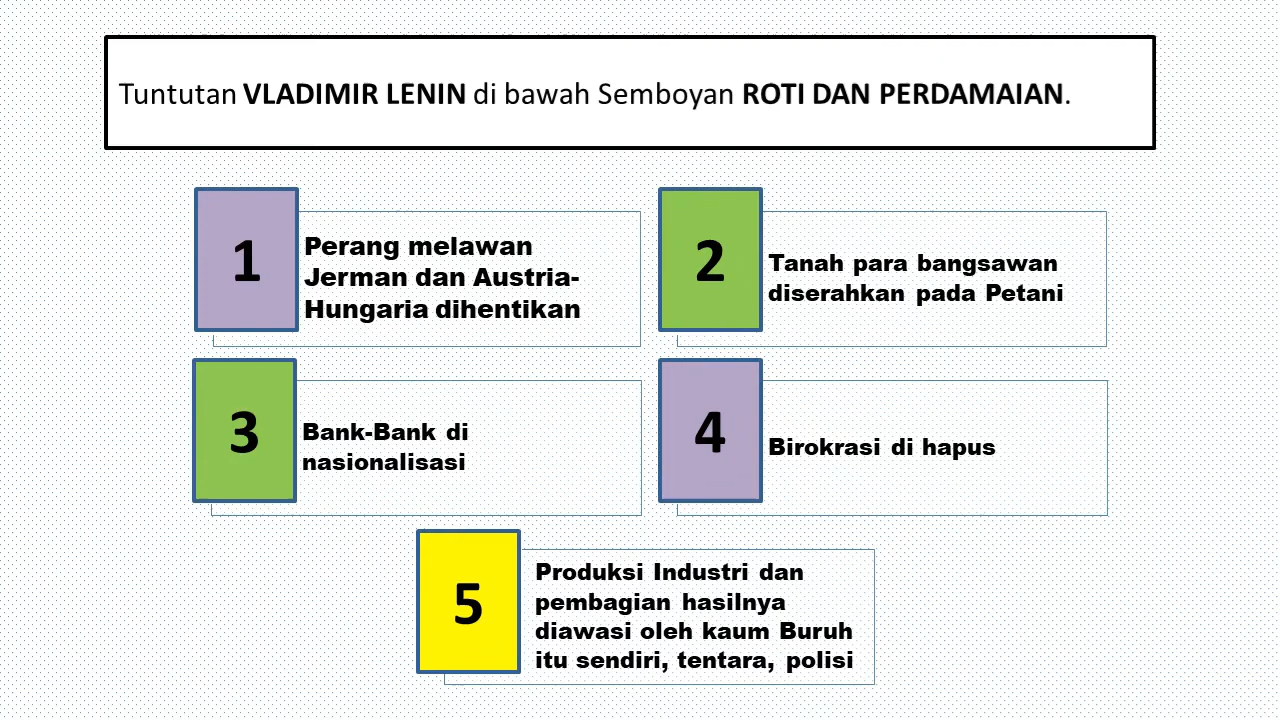 Tuntutan VLADIMIR LENIN di bawah Semboyan ROTI DAN PERDAMAIAN.
1
Perang melawan
Jerman dan Austria-
Hungaria dihentikan
2
Tanah para bangsawan
diserahkan pada Petani
3
Bank-Bank di
nasionalisasi
4
Birokrasi di hapus
5
Produksi Industri dan
pembagian hasilnya
diawasi oleh kaum Buruh
itu sendiri, tentara, polisi